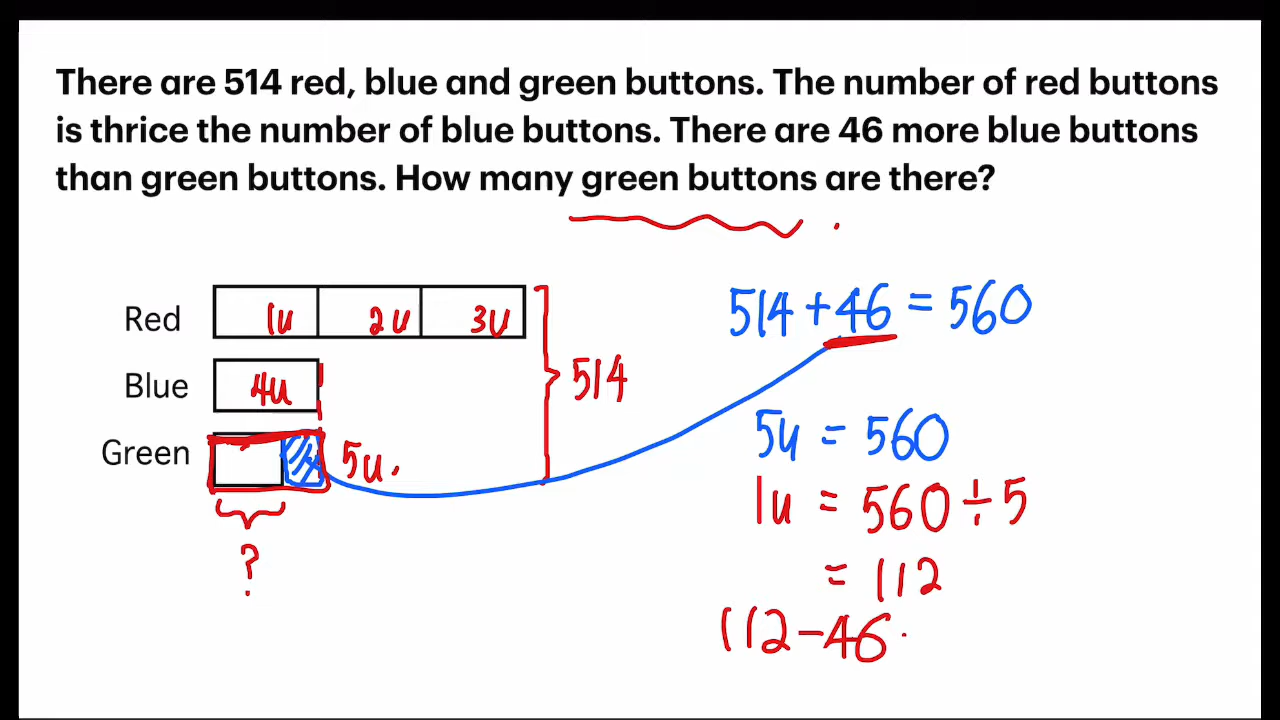 There are 514 red, blue and green buttons. The number of red buttons
is thrice the number of blue buttons. There are 46 more blue buttons
than green buttons. How many green buttons are there?
Red 1u 2u 3u
Blue 4u
Green 5u.
514
?
514 + 46 = 560
5u = 560
1u = 560 ÷ 5
= 112
112 - 46